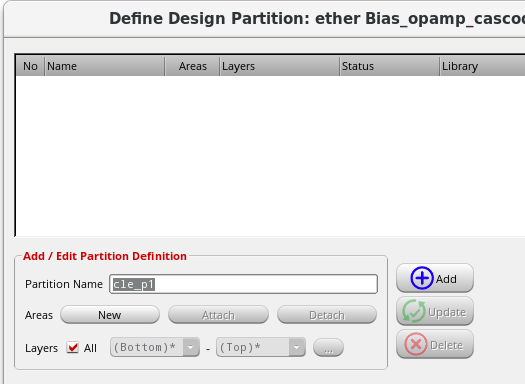 Define Design Partition: ether Bias_opamp_casco
No Name Areas Layers Status Library
Add / Edit Partition Definition
Partition Name cle_p1
Add
Areas New Attach Detach
Update
Layers All (Bottom)* - (Top)* ...
Delete